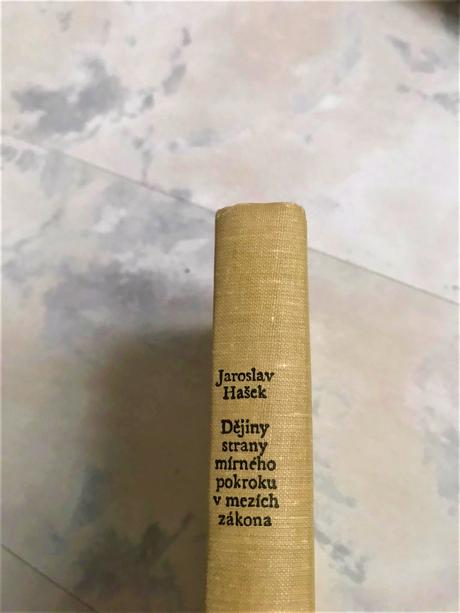 Jaroslav
Hašek
Dějiny
strany
mírného
pokroku
v mezích
zákona